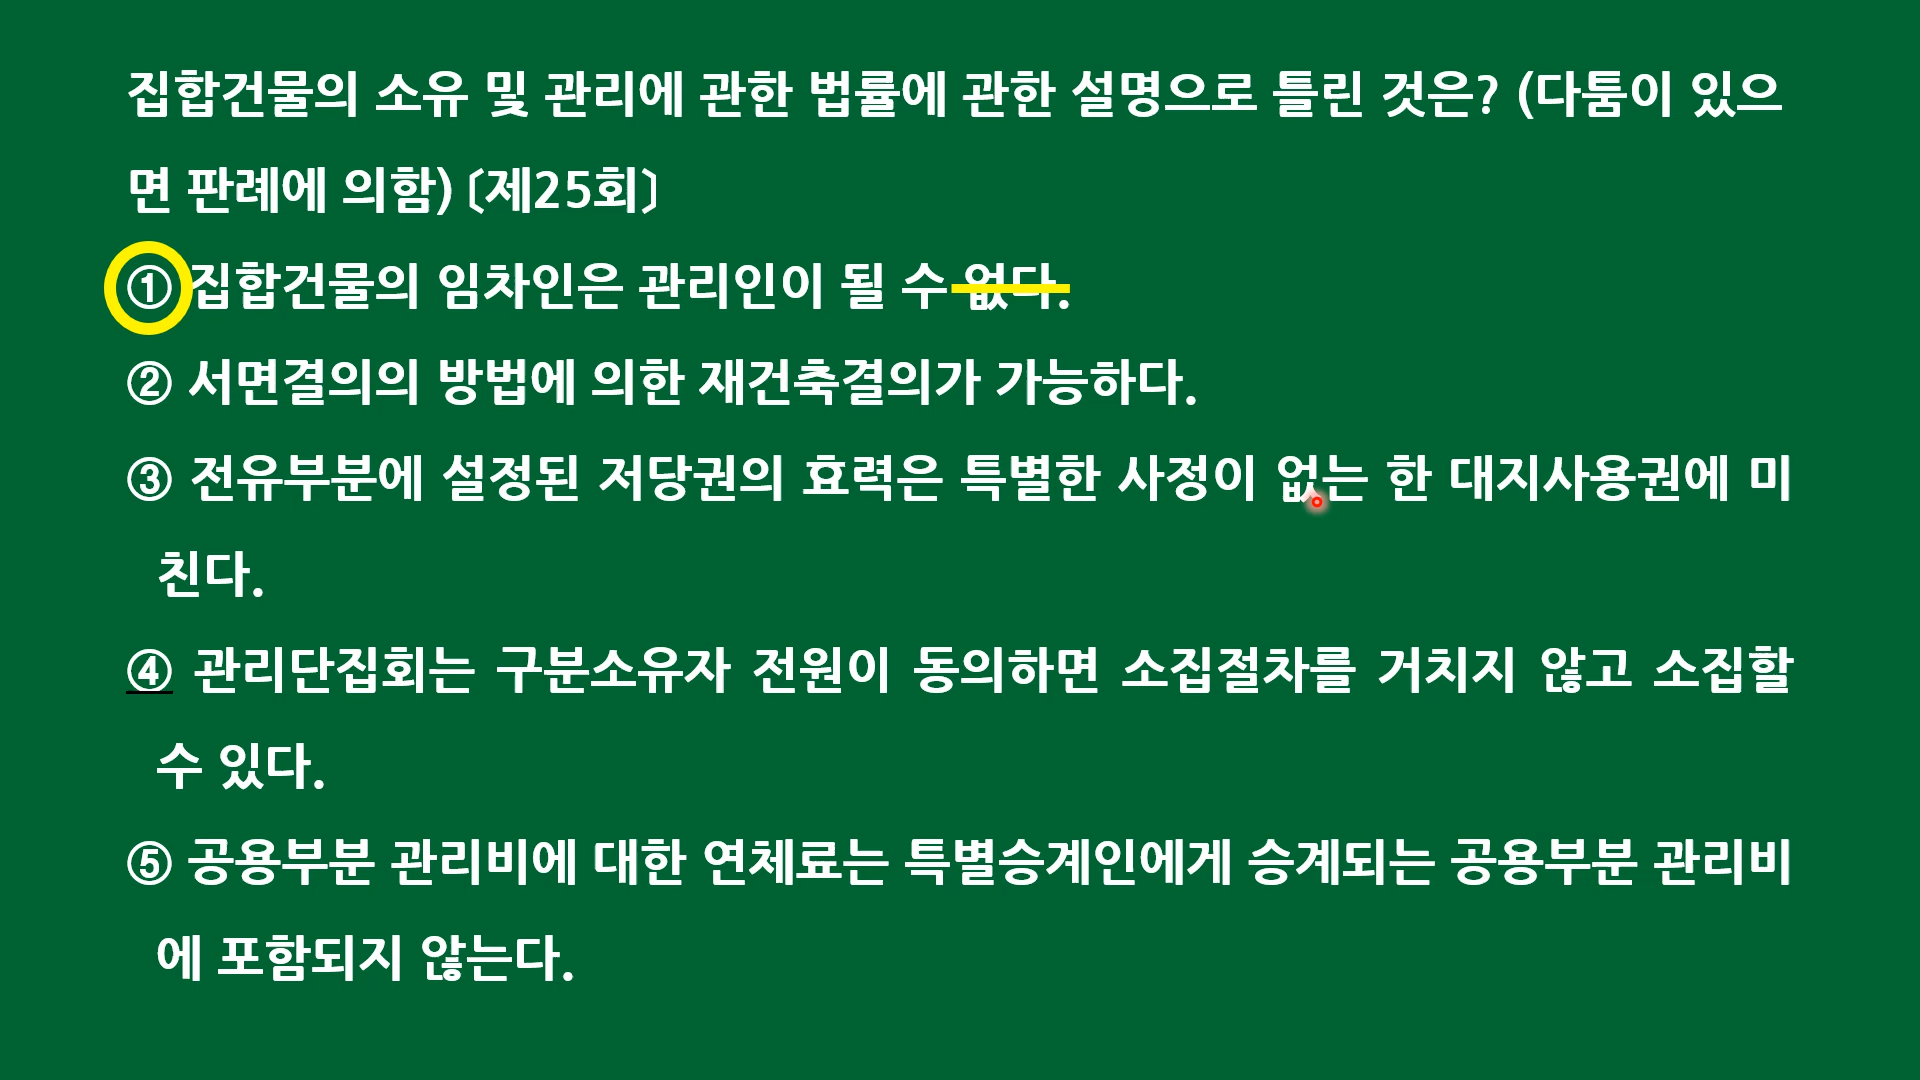 집합건물의 소유 및 관리에 관한 법률에 관한 설명으로 틀린 것은? (다툼이 있으
면 판례에 의함) 〔제25회〕
① 집합건물의 임차인은 관리인이 될 수 없다.
② 서면결의의 방법에 의한 재건축결의가 가능하다.
③ 전유부분에 설정된 저당권의 효력은 특별한 사정이 없는 한 대지사용권에 미
친다.
④ 관리단집회는 구분소유자 전원이 동의하면 소집절차를 거치지 않고 소집할
수 있다.
⑤ 공용부분 관리비에 대한 연체료는 특별승계인에게 승계되는 공용부분 관리비
에 포함되지 않는다.